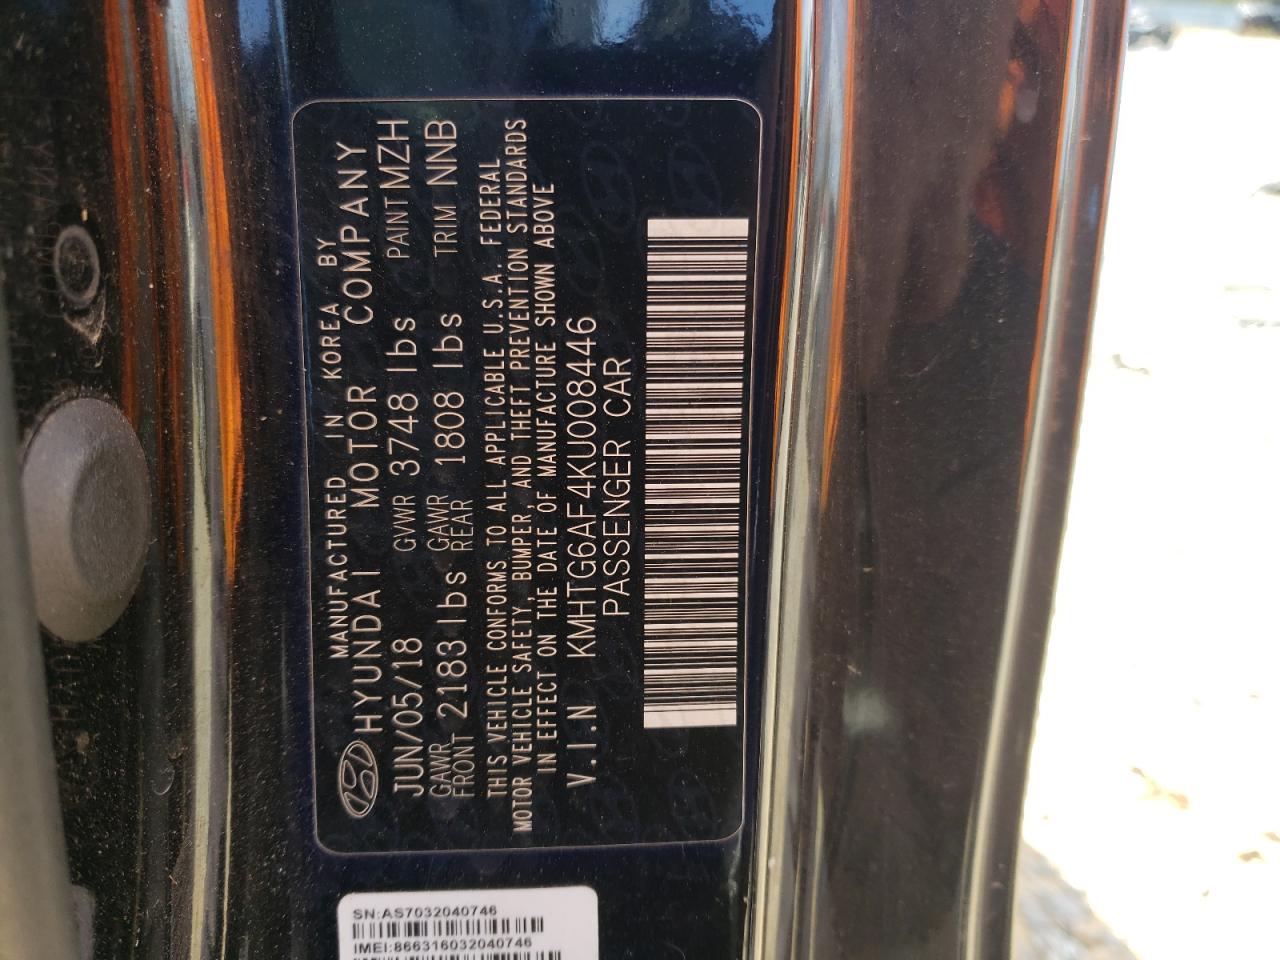 MANUFACTURED IN KOREA BY
HYUNDAI MOTOR COMPANY
JUN/05/18 GVWR 3748 lbs PAINT MZH
GAWR FRONT 2183 lbs GAWR REAR 1808 lbs TRIM NNB
THIS VEHICLE CONFORMS TO ALL APPLICABLE U.S.A. FEDERAL
MOTOR VEHICLE SAFETY, BUMPER, AND THEFT PREVENTION STANDARDS
IN EFFECT ON THE DATE OF MANUFACTURE SHOWN ABOVE
V.I.N KMHTG6AF4KU008446
PASSENGER CAR
SN:AS7032040746
IMEI:866316032040746